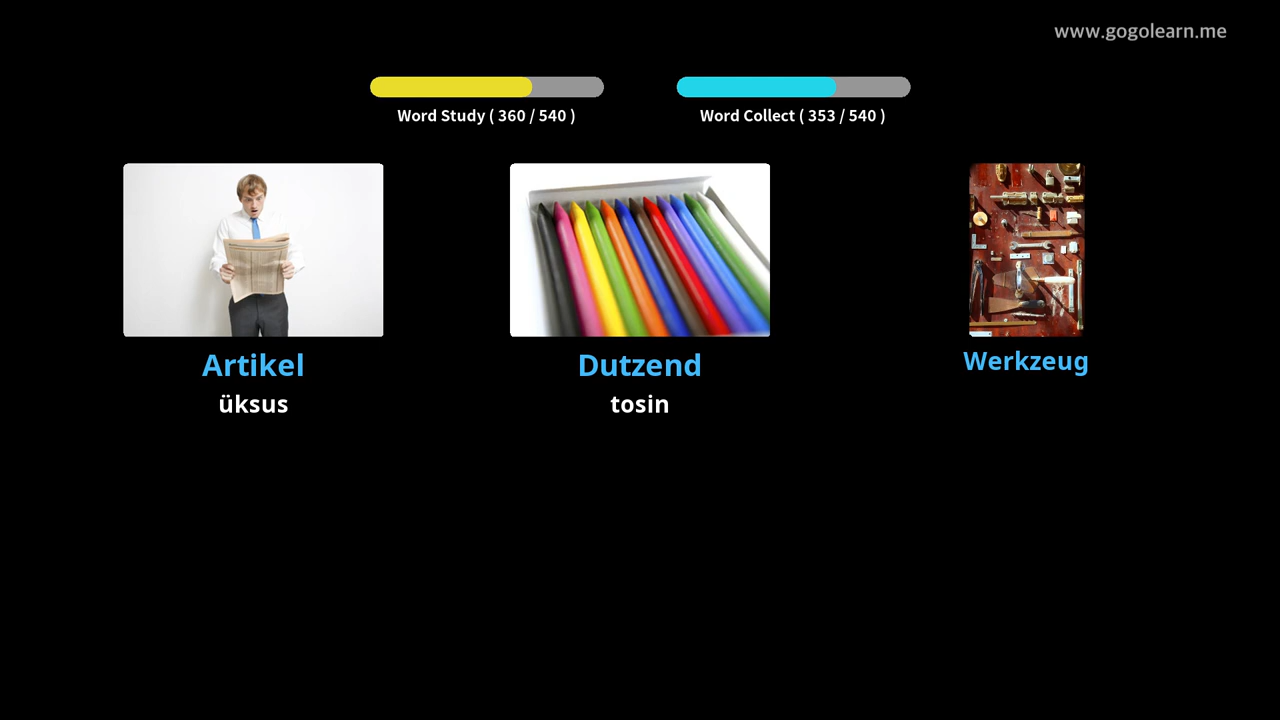 www.gogolearn.me
Word Study ( 360 / 540 )
Word Collect ( 353 / 540 )
Artikel
üksus
Dutzend
tosin
Werkzeug